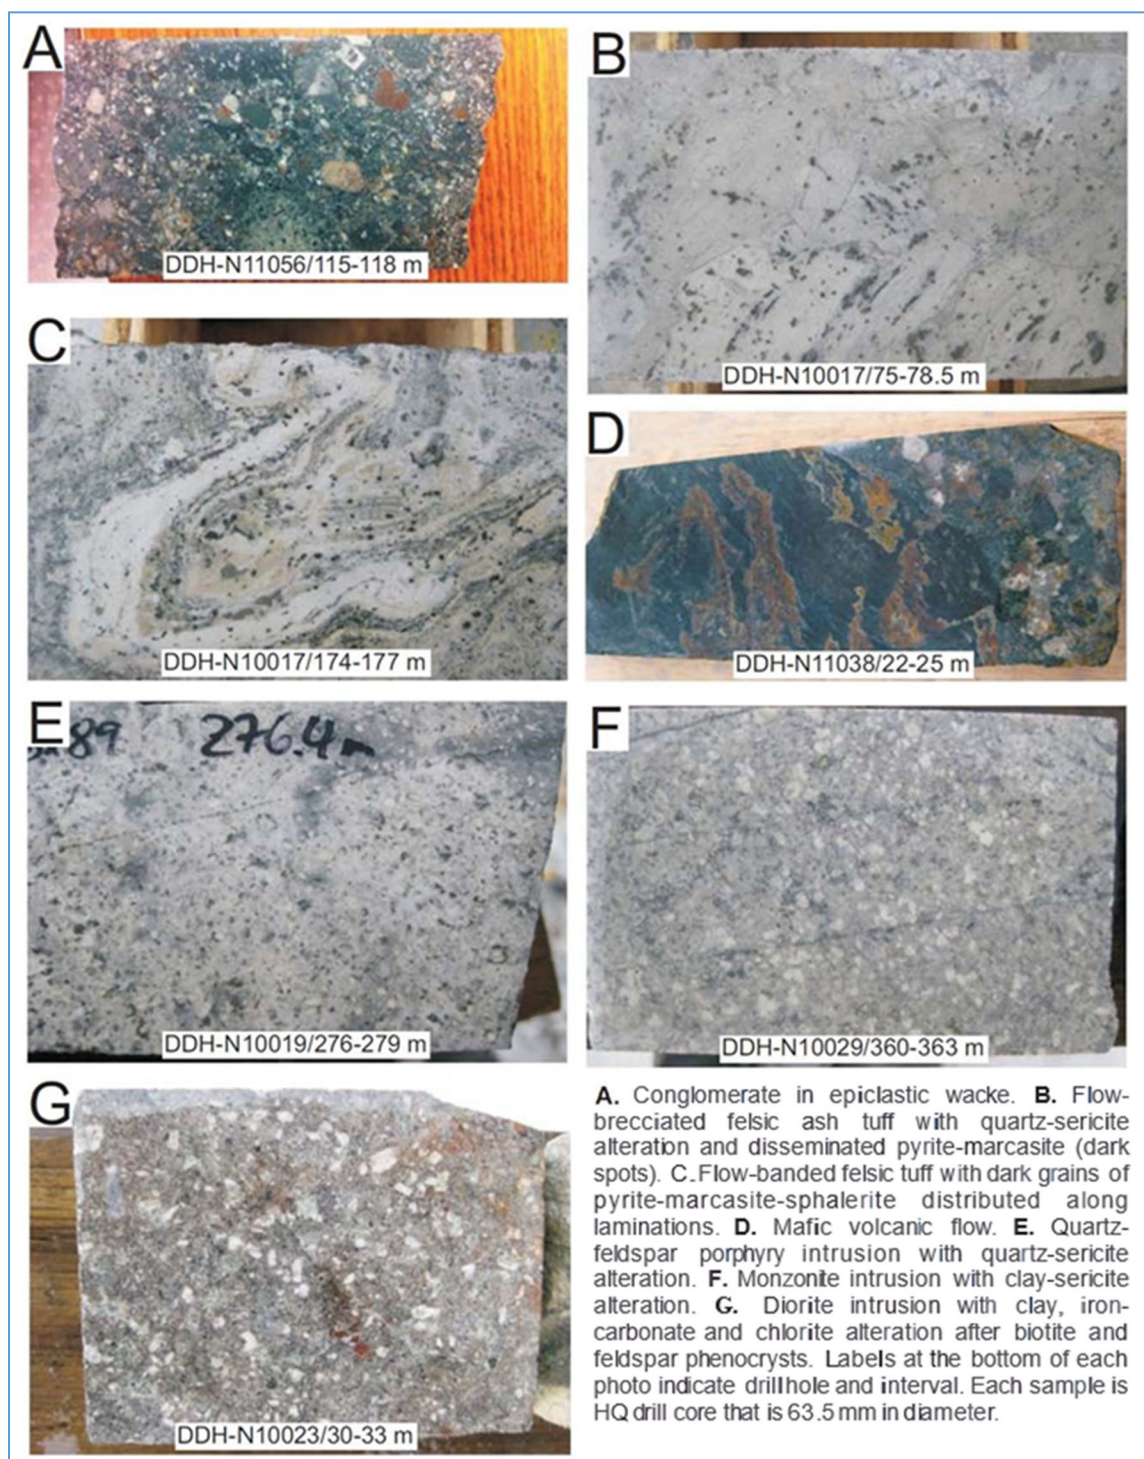 A
DDH-N11056/115-118 m
B
DDH-N10017/75-78.5 m
C
DDH-N10017/174-177 m
D
DDH-N11038/22-25 m
E
276.4m
DDH-N10019/276-279 m
F
DDH-N10029/360-363 m
G
DDH-N10023/30-33 m
A. Conglomerate in epiclastic wacke. B. Flow-
brecciated felsic ash tuff with quartz-sericite
alteration and disseminated pyrite-marcasite (dark
spots). C. Flow-banded felsic tuff with dark grains of
pyrite-marcasite-sphalerite distributed along
laminations. D. Mafic volcanic flow. E. Quartz-
feldspar porphyry intrusion with quartz-sericite
alteration. F. Monzonite intrusion with clay-sericite
alteration. G. Diorite intrusion with clay, iron-
carbonate and chlorite alteration after biotite and
feldspar phenocrysts. Labels at the bottom of each
photo indicate drillhole and interval. Each sample is
HQ drill core that is 63.5 mm in diameter.